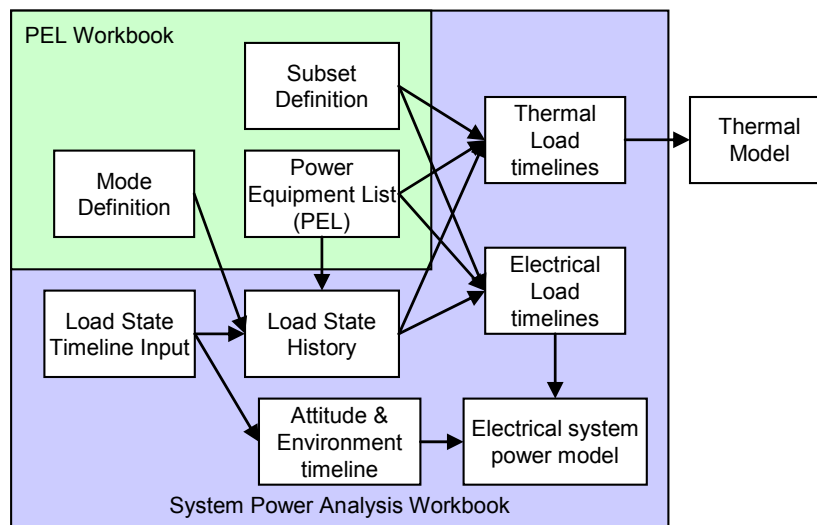 PEL Workbook
Subset
Definition
Mode
Definition
Power
Equipment List
(PEL)
Thermal
Load
timelines
Thermal
Model
Load State
Timeline Input
Load State
History
Electrical
Load
timelines
Attitude &
Environment
timeline
Electrical system
power model
System Power Analysis Workbook